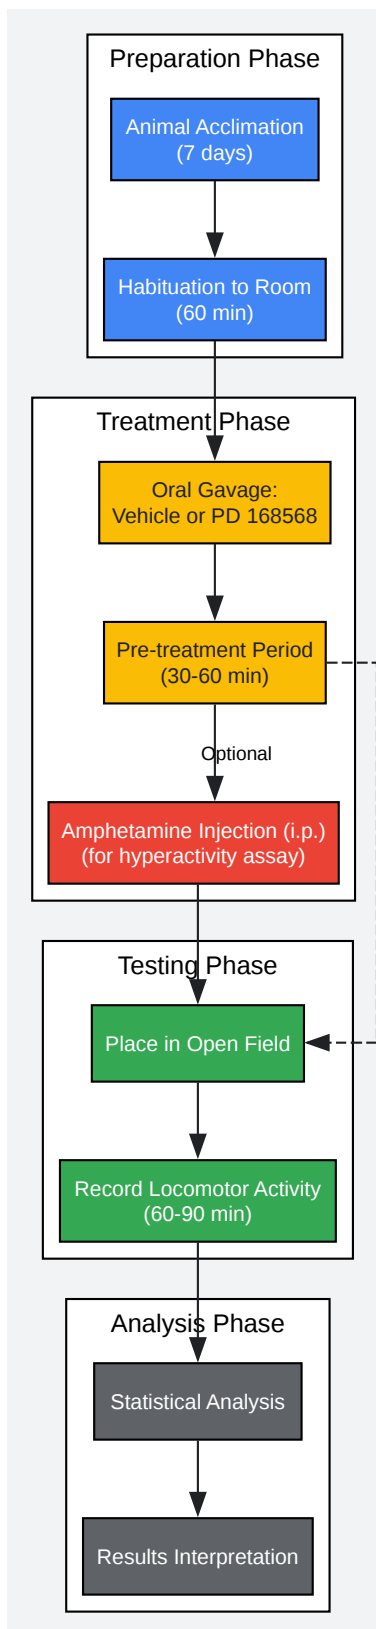 Preparation Phase
Animal Acclimation
(7 days)
Habituation to Room
(60 min)
Treatment Phase
Oral Gavage:
Vehicle or PD 168568
Pre-treatment Period
(30-60 min)
Optional
Amphetamine Injection (i.p.)
(for hyperactivity assay)
Testing Phase
Place in Open Field
Record Locomotor Activity
(60-90 min)
Analysis Phase
Statistical Analysis
Results Interpretation